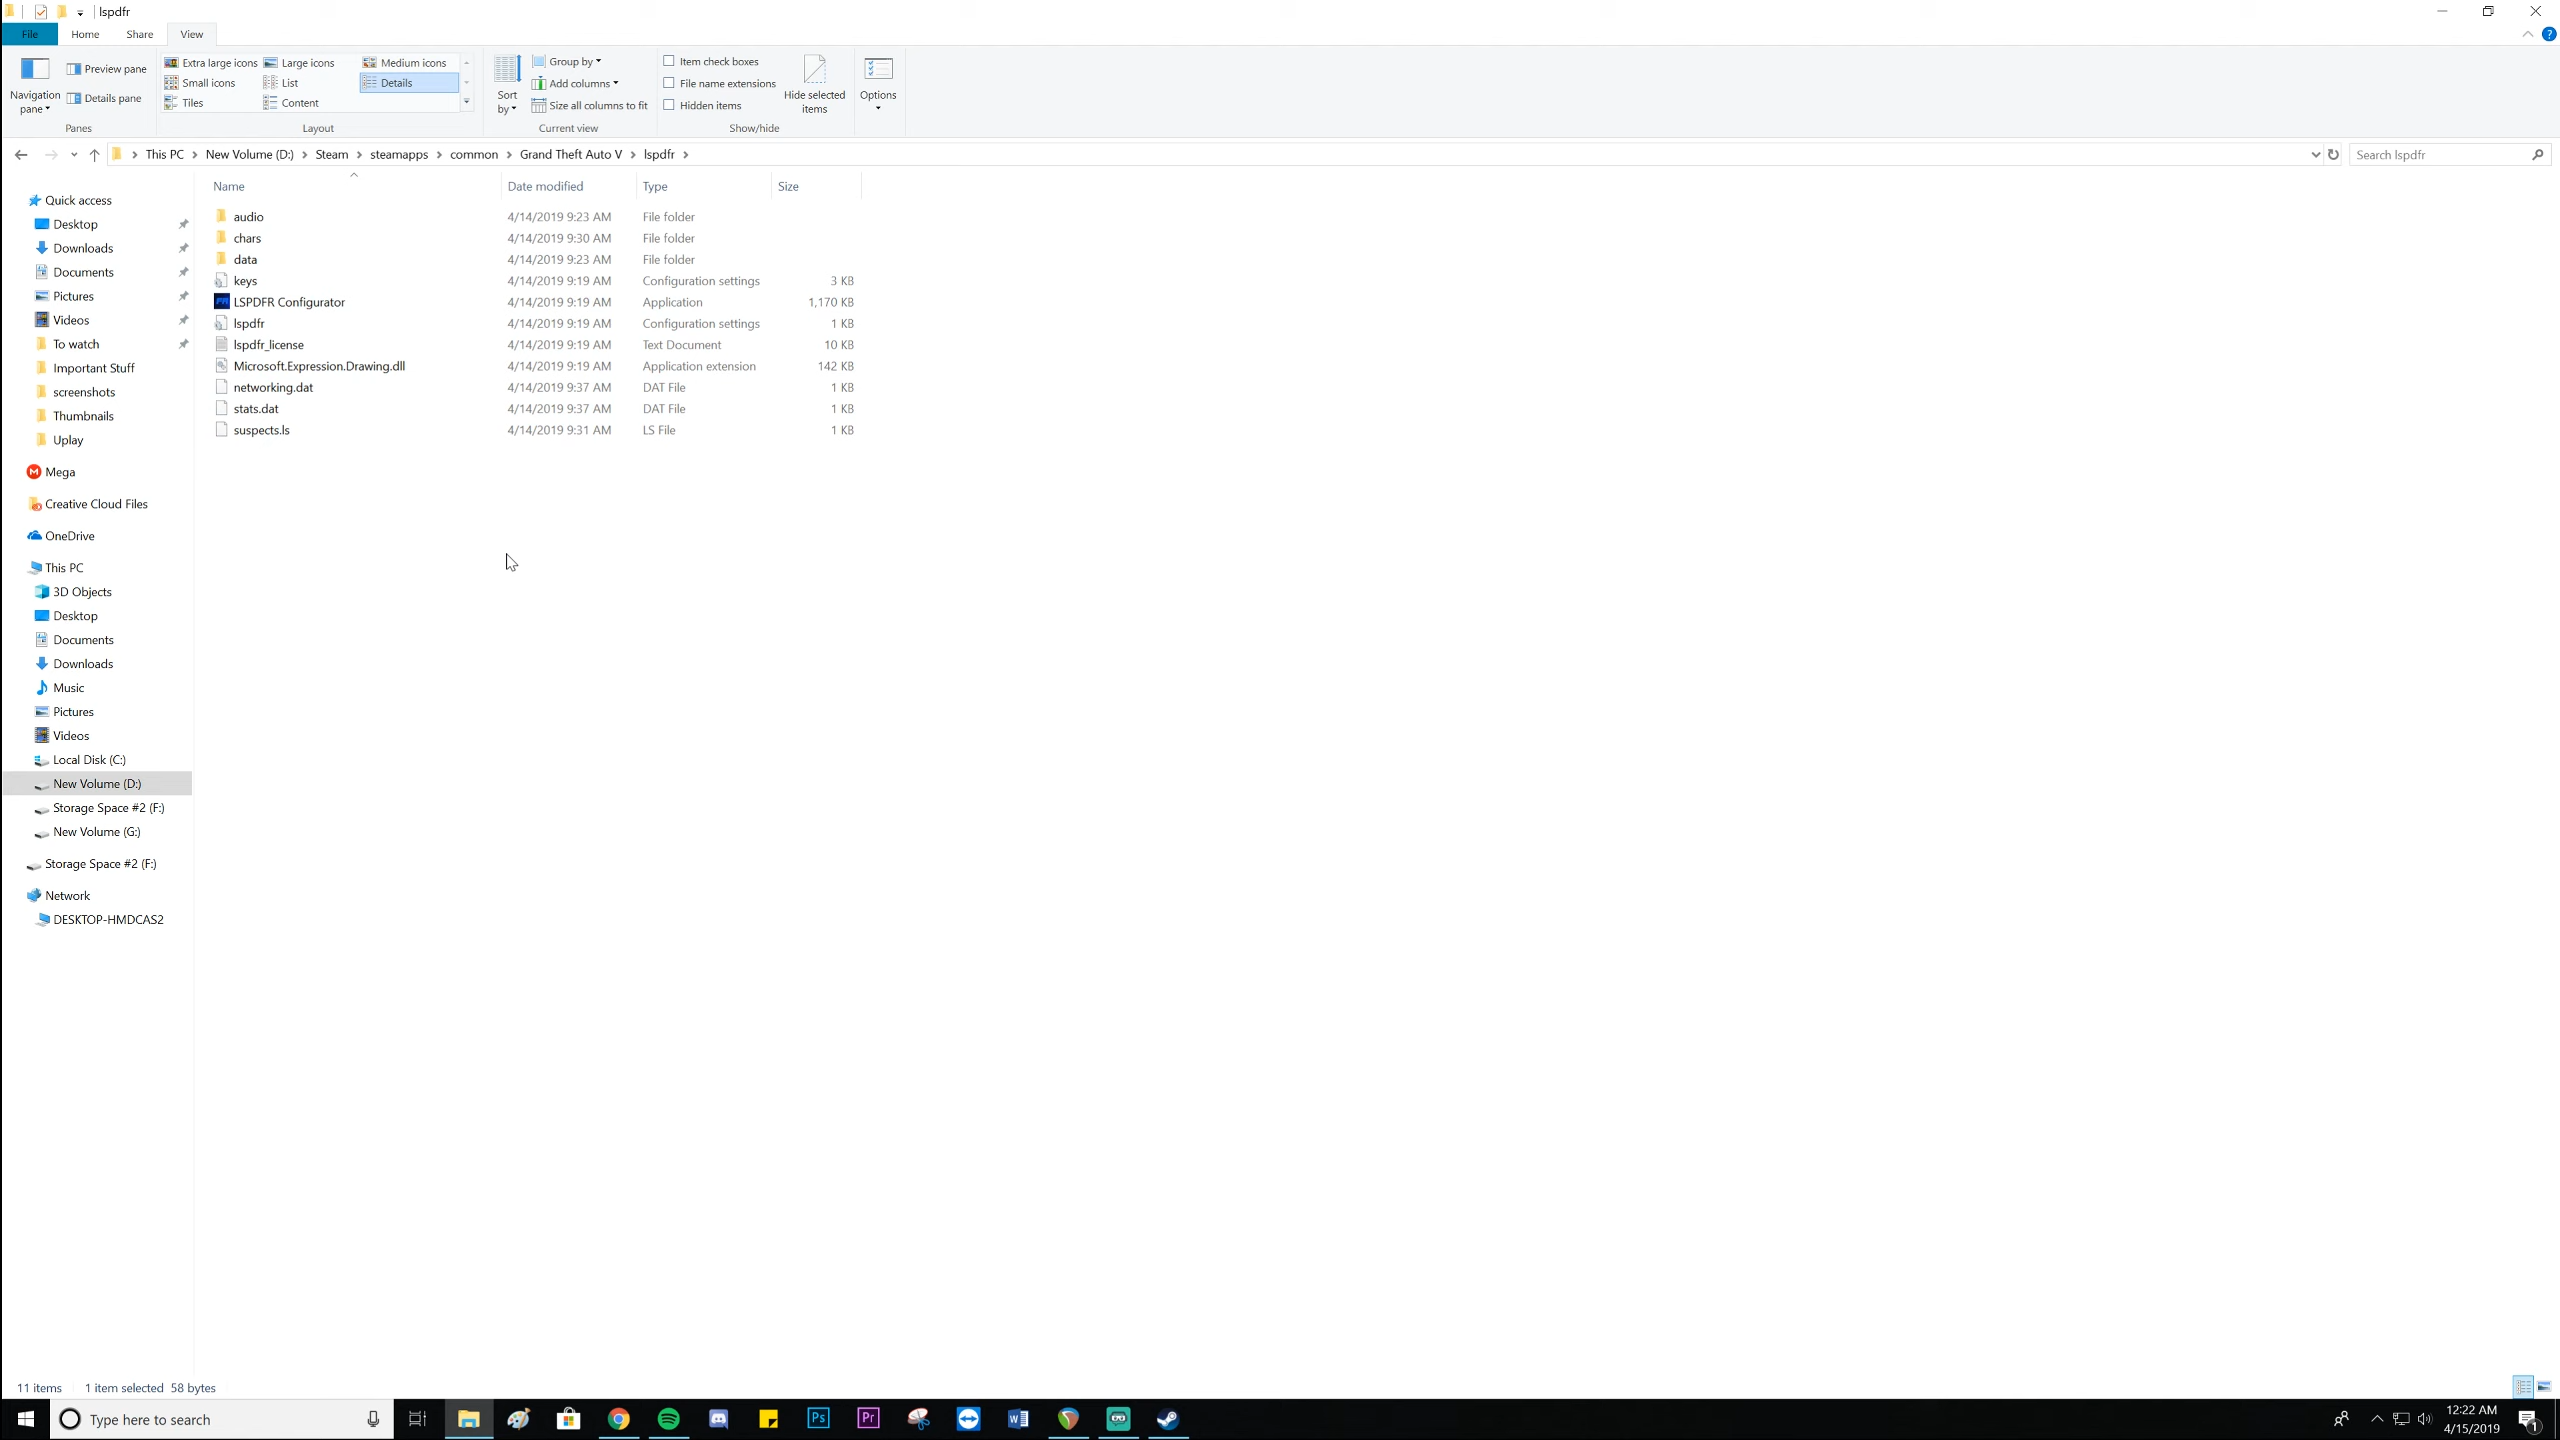 lspdfr
File Home Share View
Navigation pane
Preview pane
Details pane
Panes
Extra large icons Large icons Medium icons
Small icons List Details
Tiles Content
Layout
Sort by
Group by
Add columns
Size all columns to fit
Current view
Item check boxes
File name extensions
Hidden items
Hide selected items
Show/hide
Options
This PC > New Volume (D:) > Steam > steamapps > common > Grand Theft Auto V > lspdfr >
Search lspdfr
Name Date modified Type Size
audio 4/14/2019 9:23 AM File folder
chars 4/14/2019 9:30 AM File folder
data 4/14/2019 9:23 AM File folder
keys 4/14/2019 9:19 AM Configuration settings 3 KB
LSPDFR Configurator 4/14/2019 9:19 AM Application 1,170 KB
lspdfr 4/14/2019 9:19 AM Configuration settings 1 KB
lspdfr_license 4/14/2019 9:19 AM Text Document 10 KB
Microsoft.Expression.Drawing.dll 4/14/2019 9:19 AM Application extension 142 KB
networking.dat 4/14/2019 9:37 AM DAT File 1 KB
stats.dat 4/14/2019 9:37 AM DAT File 1 KB
suspects.ls 4/14/2019 9:31 AM LS File 1 KB
Quick access
Desktop
Downloads
Documents
Pictures
Videos
To watch
Important Stuff
screenshots
Thumbnails
Uplay
Mega
Creative Cloud Files
OneDrive
This PC
3D Objects
Desktop
Documents
Downloads
Music
Pictures
Videos
Local Disk (C:)
New Volume (D:)
Storage Space #2 (F:)
New Volume (G:)
Storage Space #2 (F:)
Network
DESKTOP-HMDCAS2
11 items 1 item selected 58 bytes
Type here to search
Ps
Pr
12:22 AM
4/15/2019
1